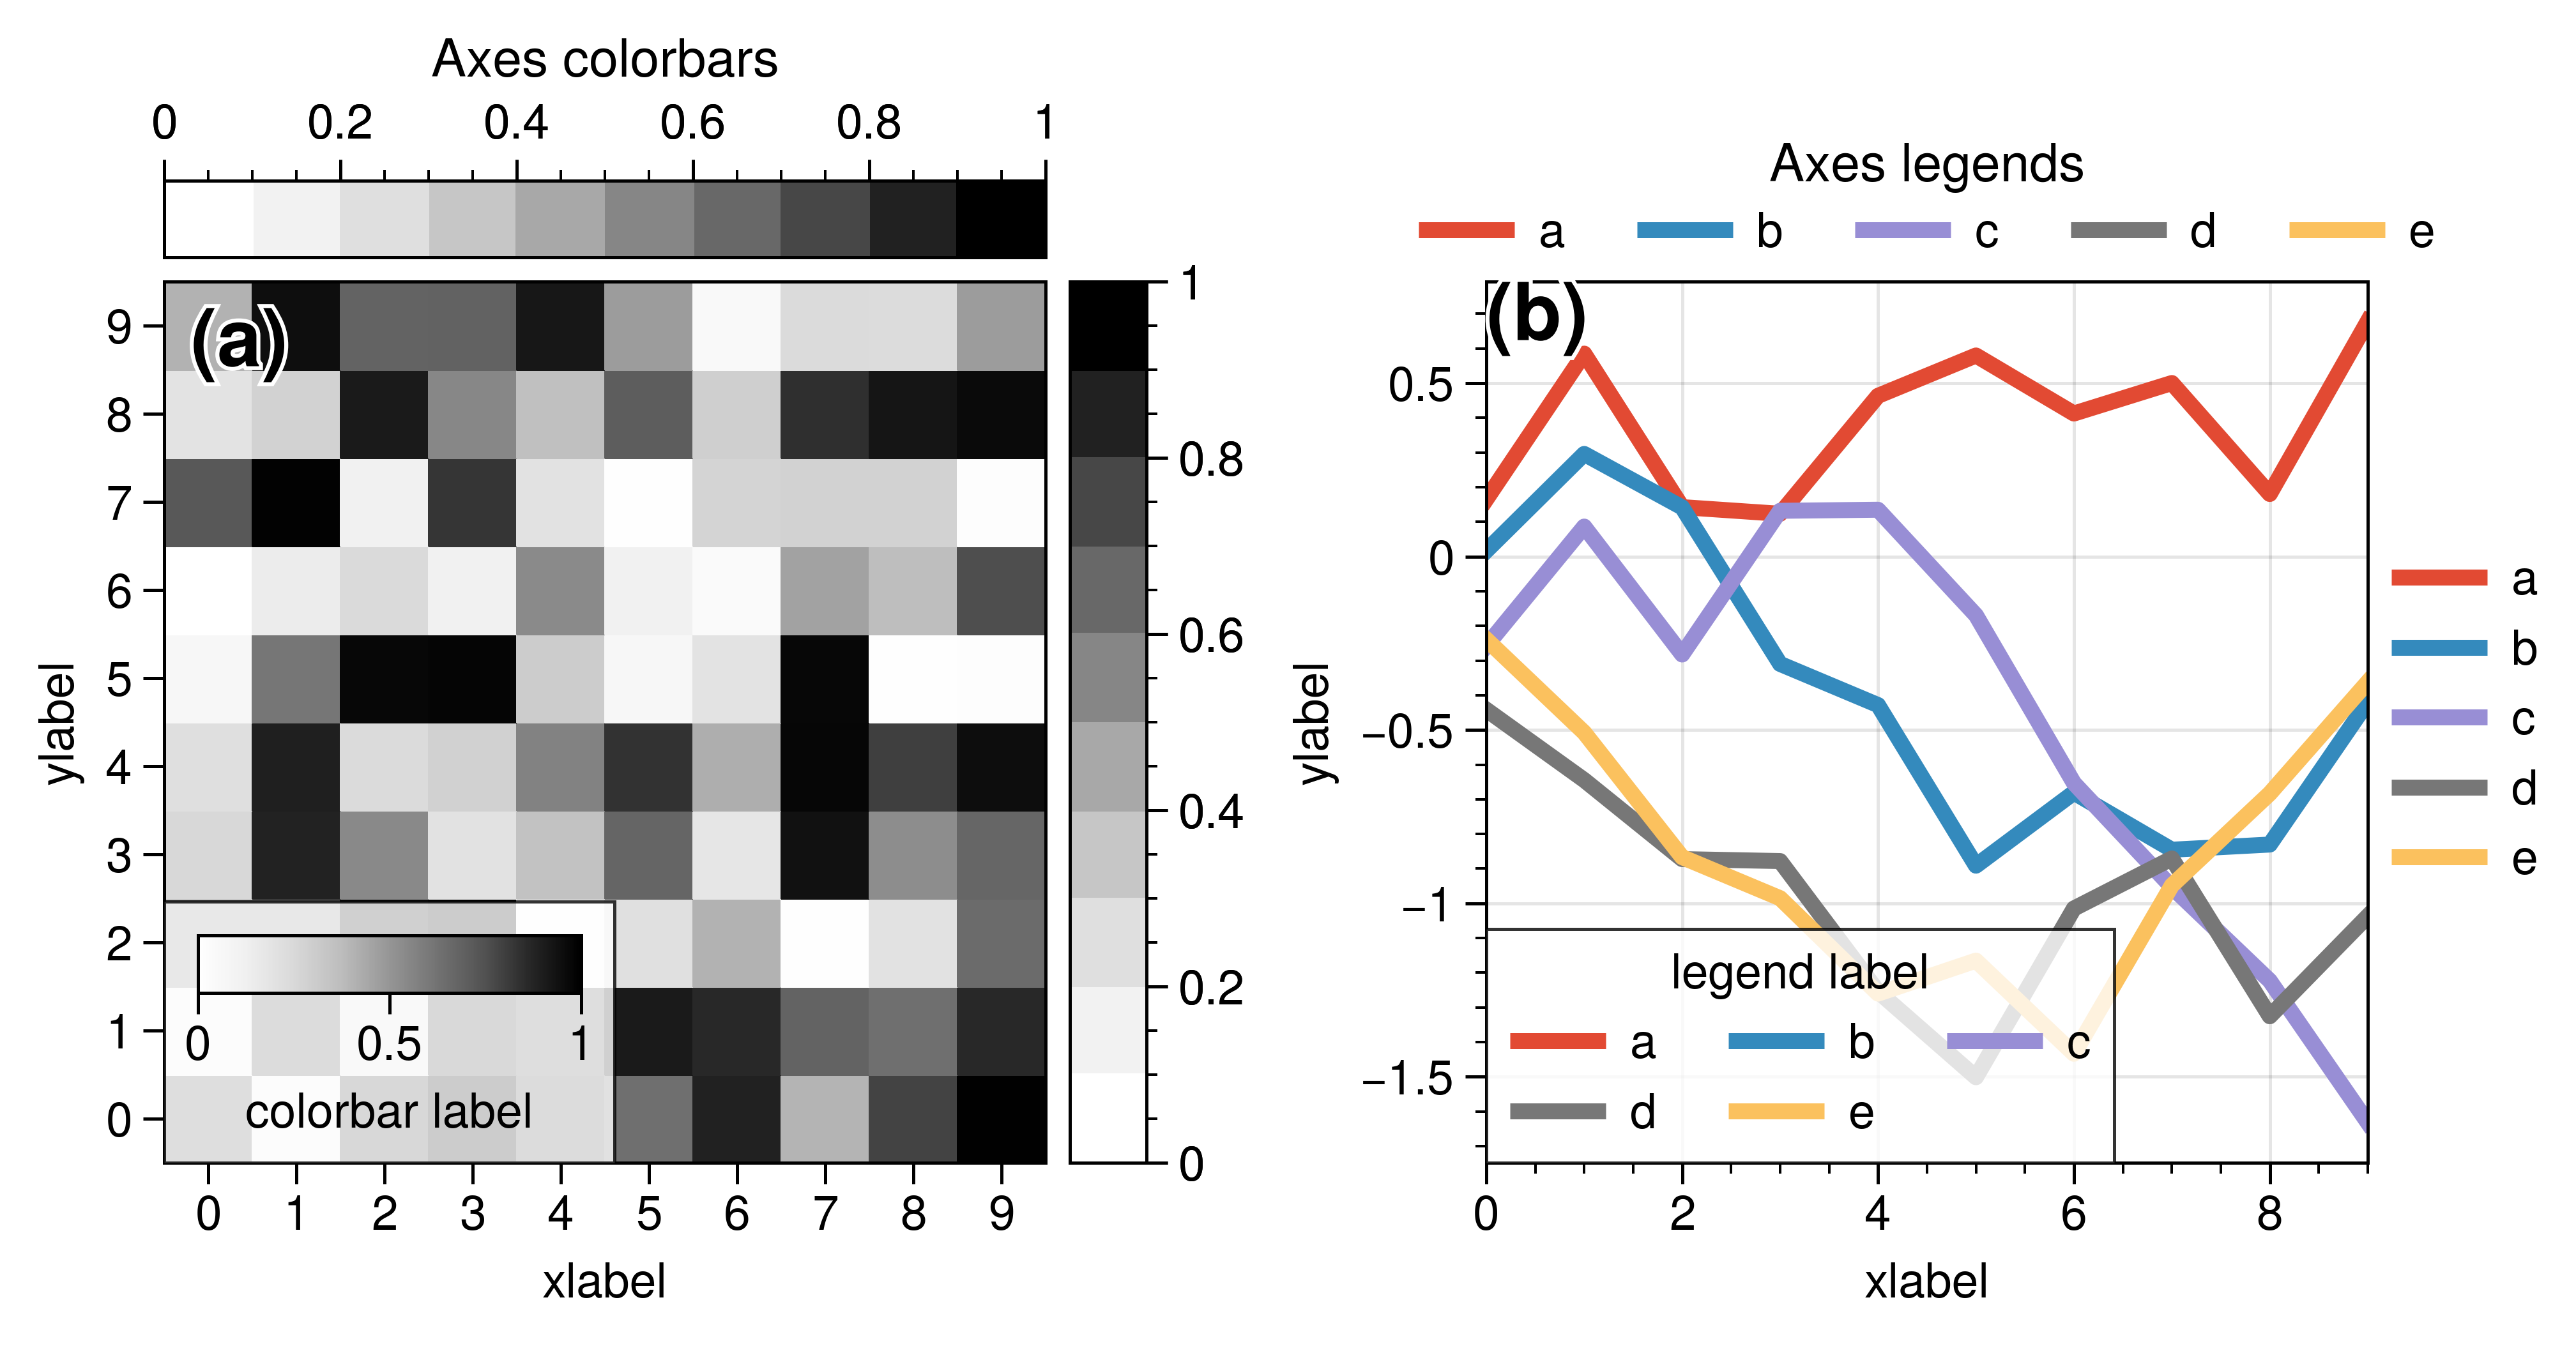 Axes colorbars
0 0.2 0.4 0.6 0.8 1
(a)
9
8
7
6
5
4
3
2
1
0
ylabel
0 0.5 1
colorbar label
0 1 2 3 4 5 6 7 8 9
xlabel
1
0.8
0.6
0.4
0.2
0
Axes legends
a b c d e
(b)
0.5
0
−0.5
−1
−1.5
ylabel
legend label
a b c
d e
0 2 4 6 8
xlabel
a
b
c
d
e